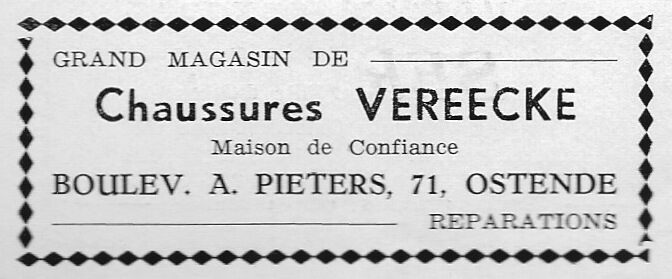 GRAND MAGASIN DE
Chaussures VEREECKE
Maison de Confiance
BOULEV. A. PIETERS, 71, OSTENDE
REPARATIONS